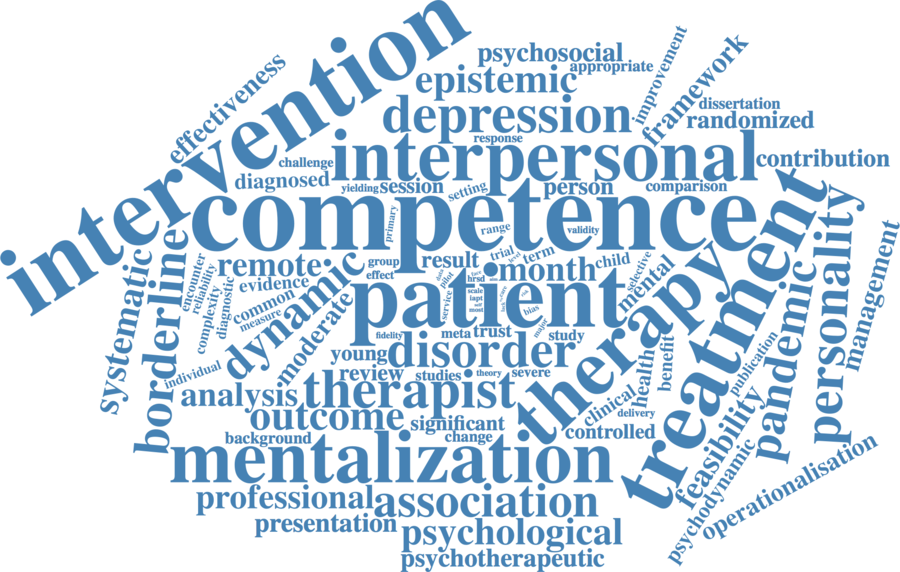 intervention
psychosocial
appropriate
improvement
effectiveness
epistemic
framework
dissertation
depression
randomized
response
challenge
interpersonal
contribution
diagnosed
yielding
session
setting
person
comparison
competence
primary
range
validity
treatment
personality
management
systematic
borderline
encounter
reliability
complexity
diagnostic
remote
evidence
common
measure
dynamic
moderate
group
effect
result
trial
term
month
child
selective
mental
pilot
hrsd
scale
iapt
most
service
bias
patient
major
fidelity
meta
trust
study
therapy
pandemic
individual
young
disorder
review
studies
theory
severe
health
benefit
publication
analysis
therapist
clinical
delivery
outcome
significant
controlled
feasibility
background
change
mentalization
psychodynamic
operationalisation
professional
association
presentation
psychological
psychotherapeutic